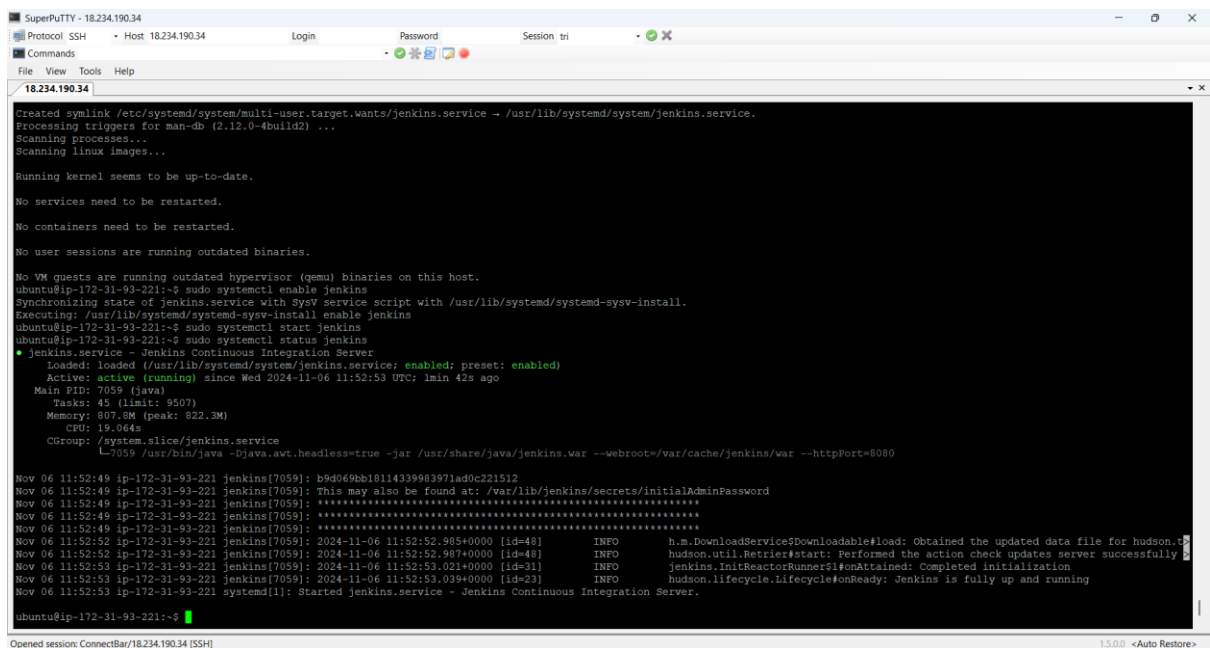 SuperPuTTY - 18.234.190.34
Protocol SSH Host 18.234.190.34 Login Password Session tri
Commands
File View Tools Help
18.234.190.34
Created symlink /etc/systemd/system/multi-user.target.wants/jenkins.service → /usr/lib/systemd/system/jenkins.service.
Processing triggers for man-db (2.12.0-4build2) ...
Scanning processes...
Scanning linux images...
Running kernel seems to be up-to-date.
No services need to be restarted.
No containers need to be restarted.
No user sessions are running outdated binaries.
No VM guests are running outdated hypervisor (qemu) binaries on this host.
ubuntu@ip-172-31-93-221:~$ sudo systemctl enable jenkins
Synchronizing state of jenkins.service with SysV service script with /usr/lib/systemd/systemd-sysv-install.
Executing: /usr/lib/systemd/systemd-sysv-install enable jenkins
ubuntu@ip-172-31-93-221:~$ sudo systemctl start jenkins
ubuntu@ip-172-31-93-221:~$ sudo systemctl status jenkins
● jenkins.service - Jenkins Continuous Integration Server
Loaded: loaded (/usr/lib/systemd/system/jenkins.service; enabled; preset: enabled)
Active: active (running) since Wed 2024-11-06 11:52:53 UTC; 1min 42s ago
Main PID: 7059 (java)
Tasks: 45 (limit: 9507)
Memory: 807.8M (peak: 822.3M)
CPU: 19.064s
CGroup: /system.slice/jenkins.service
└─7059 /usr/bin/java -Djava.awt.headless=true -jar /usr/share/java/jenkins.war --webroot=/var/cache/jenkins/war --httpPort=8080
Nov 06 11:52:49 ip-172-31-93-221 jenkins[7059]: b9d069bb18114339983971ad0c221512
Nov 06 11:52:49 ip-172-31-93-221 jenkins[7059]: This may also be found at: /var/lib/jenkins/secrets/initialAdminPassword
Nov 06 11:52:49 ip-172-31-93-221 jenkins[7059]: *************************************************************
Nov 06 11:52:49 ip-172-31-93-221 jenkins[7059]: *************************************************************
Nov 06 11:52:49 ip-172-31-93-221 jenkins[7059]: *************************************************************
Nov 06 11:52:52 ip-172-31-93-221 jenkins[7059]: 2024-11-06 11:52:52.985+0000 [id=48] INFO h.m.DownloadService$Downloadable#load: Obtained the updated data file for hudson.t>
Nov 06 11:52:52 ip-172-31-93-221 jenkins[7059]: 2024-11-06 11:52:52.987+0000 [id=48] INFO hudson.util.Retrier#start: Performed the action check updates server successfully >
Nov 06 11:52:53 ip-172-31-93-221 jenkins[7059]: 2024-11-06 11:52:53.021+0000 [id=31] INFO jenkins.InitReactorRunner$1#onAttained: Completed initialization
Nov 06 11:52:53 ip-172-31-93-221 jenkins[7059]: 2024-11-06 11:52:53.039+0000 [id=23] INFO hudson.lifecycle.Lifecycle#onReady: Jenkins is fully up and running
Nov 06 11:52:53 ip-172-31-93-221 systemd[1]: Started jenkins.service - Jenkins Continuous Integration Server.
ubuntu@ip-172-31-93-221:~$
Opened session: ConnectBar/18.234.190.34 [SSH] 1.5.0.0 <Auto Restore>